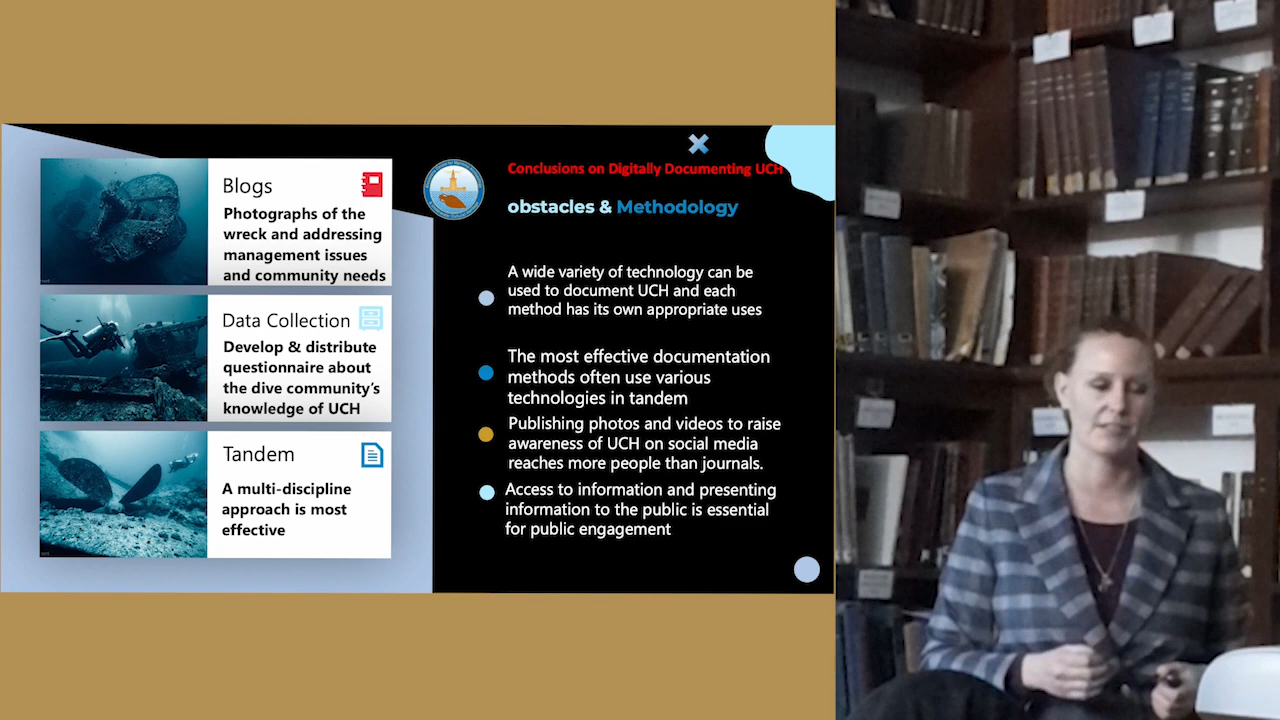 Blogs
Photographs of the
wreck and addressing
management issues
and community needs
Data Collection
Develop & distribute
questionnaire about
the dive community's
knowledge of UCH
Tandem
A multi-discipline
approach is most
effective
Conclusions on Digitally Documenting UCH
obstacles & Methodology
A wide variety of technology can be
used to document UCH and each
method has its own appropriate uses
The most effective documentation
methods often use various
technologies in tandem
Publishing photos and videos to raise
awareness of UCH on social media
reaches more people than journals.
Access to information and presenting
information to the public is essential
for public engagement